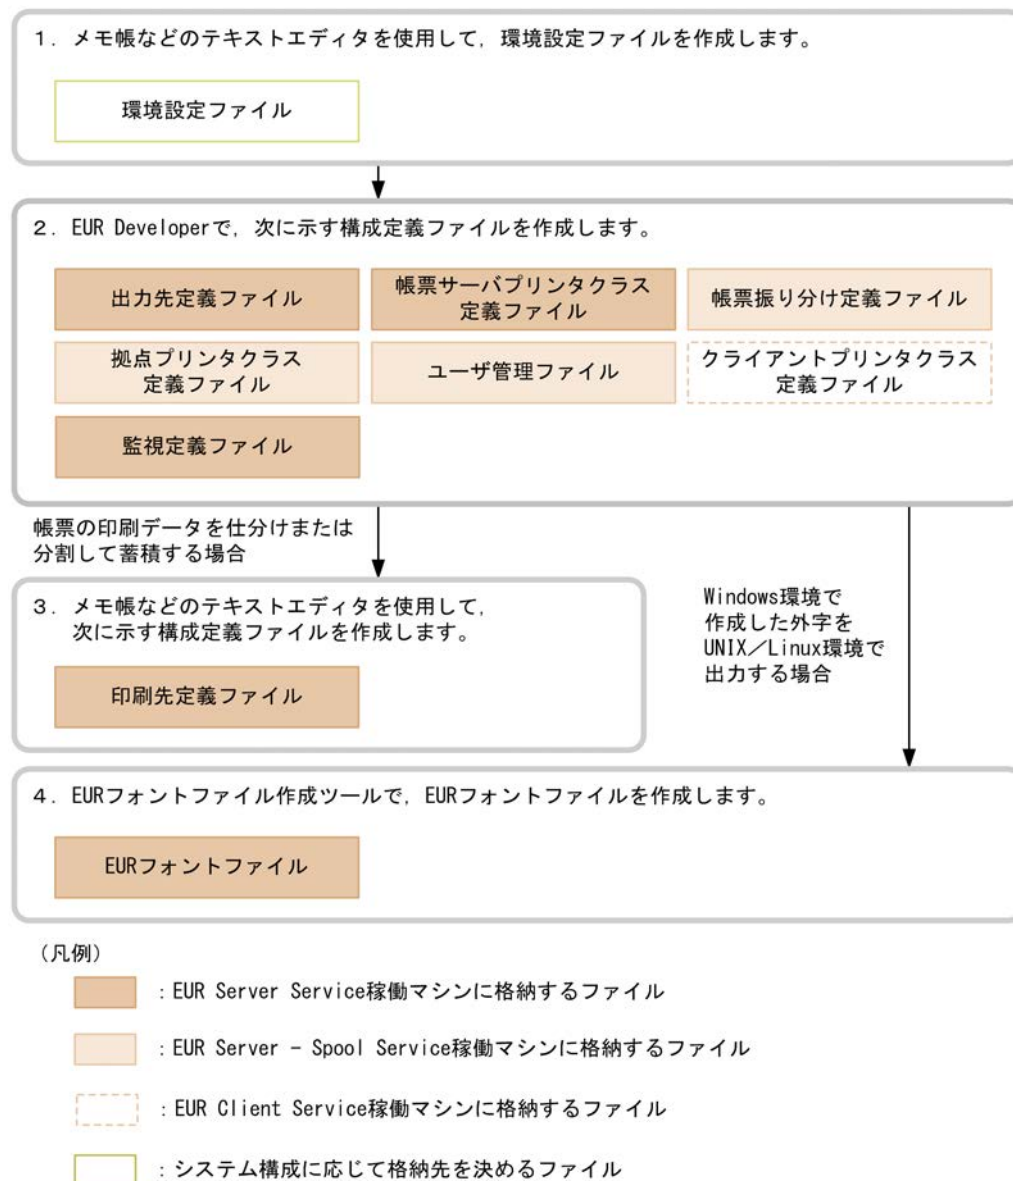 1. メモ帳などのテキストエディタを使用して，環境設定ファイルを作成します。
環境設定ファイル
2. EUR Developerで，次に示す構成定義ファイルを作成します。
出力先定義ファイル
帳票サーバプリンタクラス
定義ファイル
帳票振り分け定義ファイル
拠点プリンタクラス
定義ファイル
ユーザ管理ファイル
クライアントプリンタクラス
定義ファイル
監視定義ファイル
帳票の印刷データを仕分けまたは
分割して蓄積する場合
3. メモ帳などのテキストエディタを使用して，
次に示す構成定義ファイルを作成します。
印刷先定義ファイル
Windows環境で
作成した外字を
UNIX／Linux環境で
出力する場合
4. EURフォントファイル作成ツールで，EURフォントファイルを作成します。
EURフォントファイル
（凡例）
：EUR Server Service稼働マシンに格納するファイル
：EUR Server − Spool Service稼働マシンに格納するファイル
：EUR Client Service稼働マシンに格納するファイル
：システム構成に応じて格納先を決めるファイル